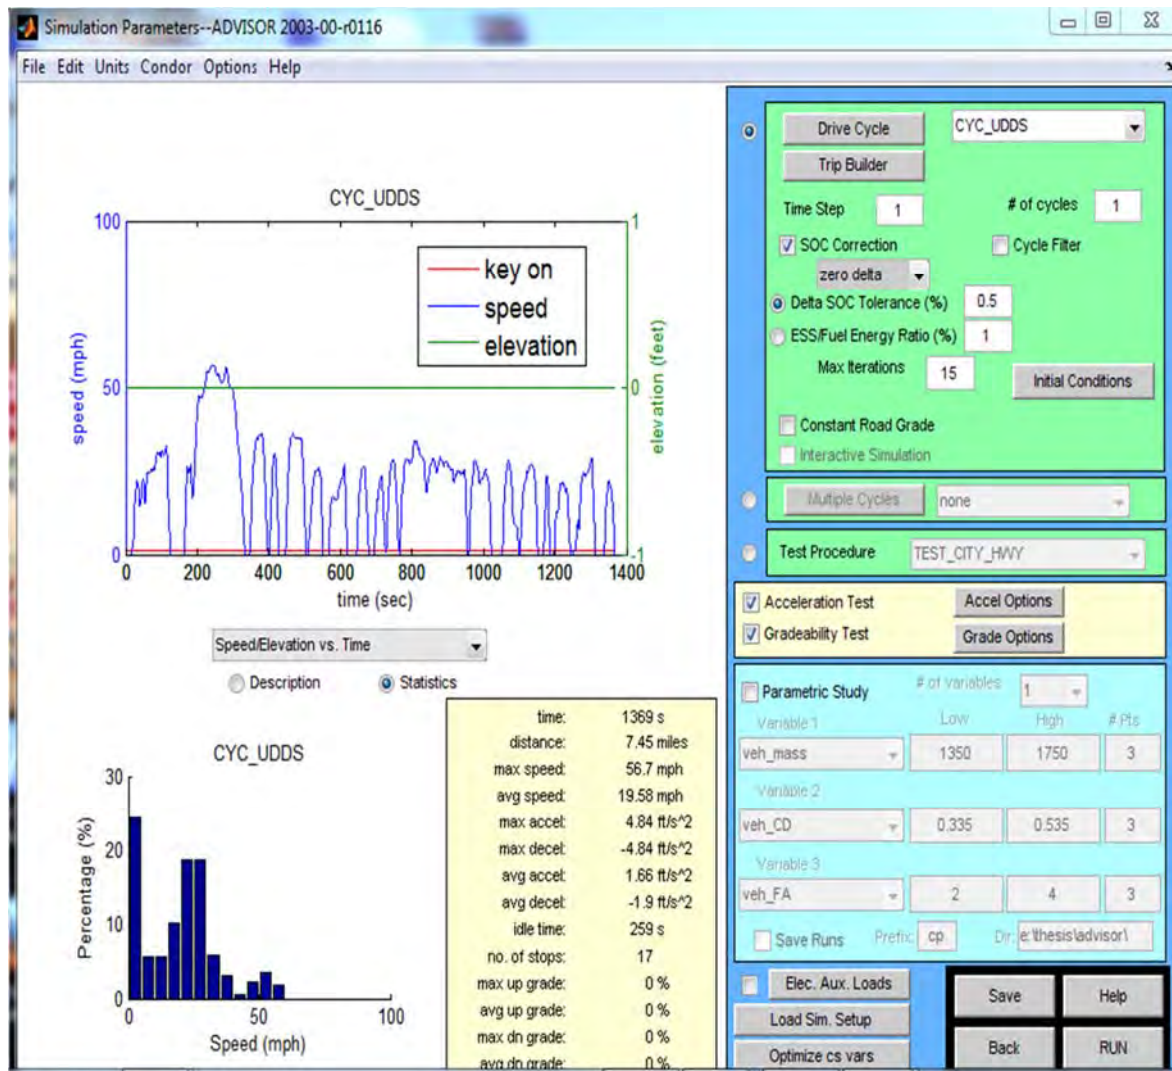 Simulation Parameters--ADVISOR 2003-00-r0116
File Edit Units Condor Options Help
CYC_UDDS
100
50
0
speed (mph)
key on
speed
elevation
1
0
-1
elevation (feet)
0 200 400 600 800 1000 1200 1400
time (sec)
Speed/Elevation vs. Time
Description Statistics
CYC_UDDS
30
20
10
0
Percentage (%)
0 50 100
Speed (mph)
time: 1369 s
distance: 7.45 miles
max speed: 56.7 mph
avg speed: 19.58 mph
max accel: 4.84 ft/s^2
max decel: -4.84 ft/s^2
avg accel: 1.66 ft/s^2
avg decel: -1.9 ft/s^2
idle time: 259 s
no. of stops: 17
max up grade: 0 %
avg up grade: 0 %
max dn grade: 0 %
avg dn grade: 0 %
Drive Cycle CYC_UDDS
Trip Builder
Time Step 1 # of cycles 1
SOC Correction Cycle Filter
zero delta
Delta SOC Tolerance (%) 0.5
ESS/Fuel Energy Ratio (%) 1
Max Iterations 15 Initial Conditions
Constant Road Grade
Interactive Simulation
Multiple Cycles none
Test Procedure TEST_CITY_HWY
Acceleration Test Accel Options
Gradeability Test Grade Options
Parametric Study # of variables 1
Variable 1 Low High # Pts
veh_mass 1350 1750 3
Variable 2
veh_CD 0.335 0.535 3
Variable 3
veh_FA 2 4 3
Save Runs Prefix: cp Dir: e:\thesis\advisor\
Elec. Aux. Loads
Load Sim. Setup
Optimize cs vars
Save Help
Back RUN